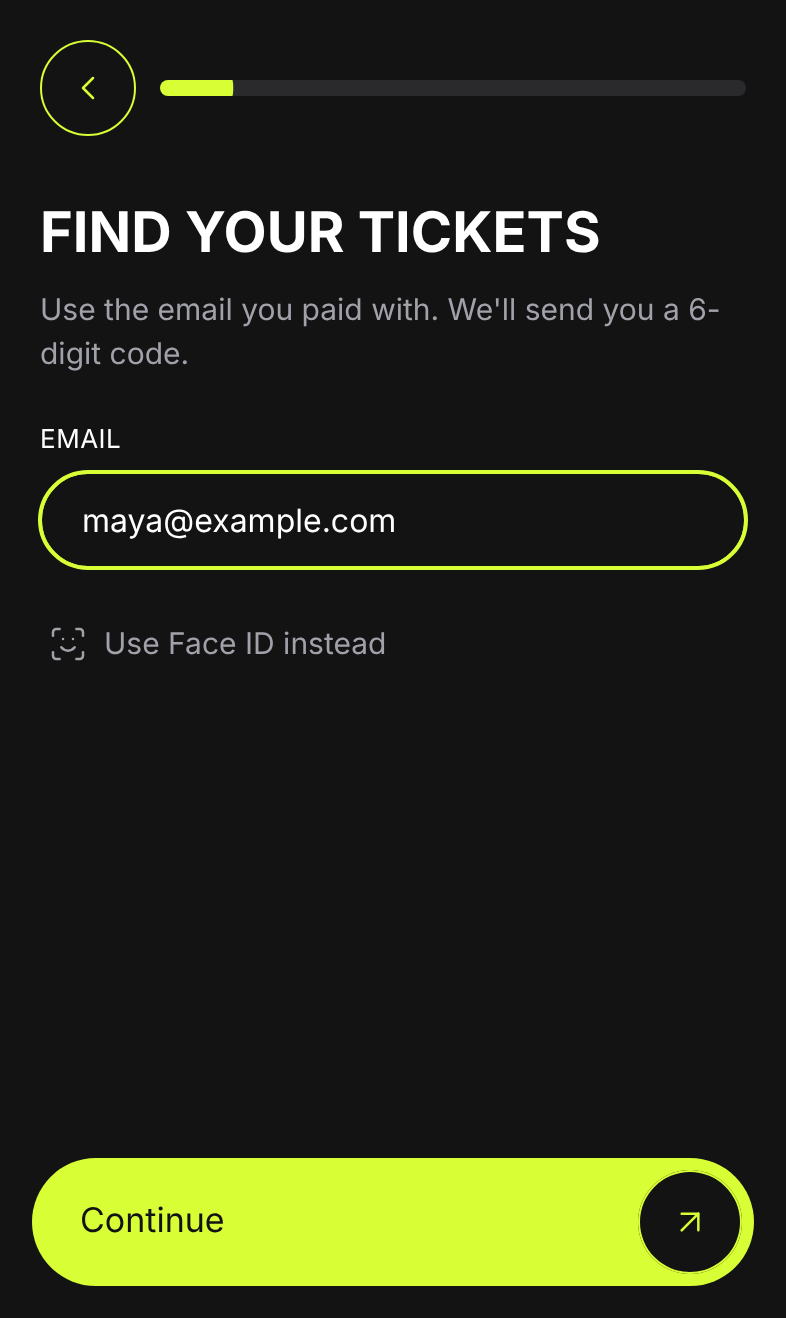 FIND YOUR TICKETS
Use the email you paid with. We'll send you a 6-
digit code.
EMAIL
maya@example.com
Use Face ID instead
Continue